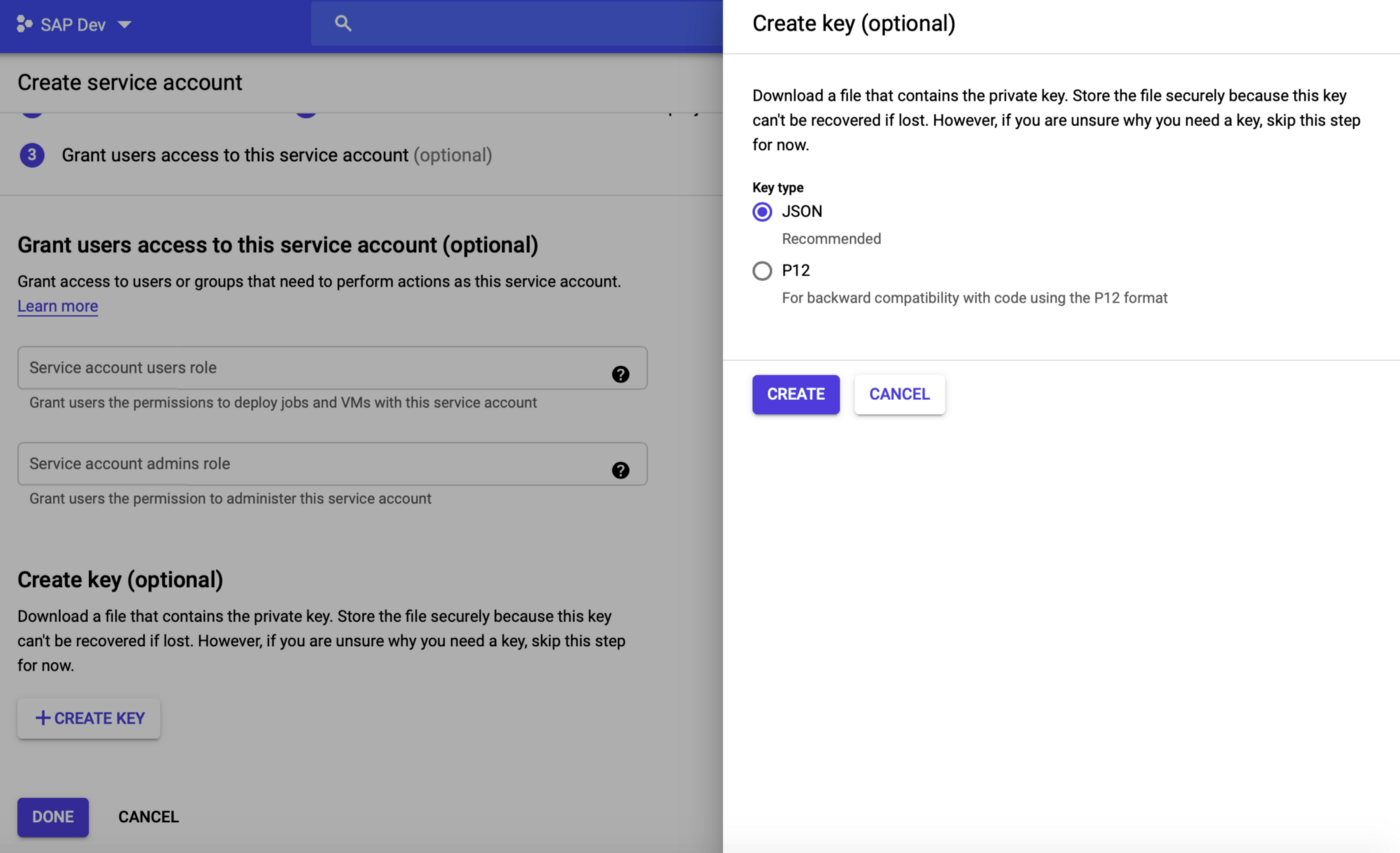 SAP Dev
Create service account
3 Grant users access to this service account (optional)
Grant users access to this service account (optional)
Grant access to users or groups that need to perform actions as this service account.
Learn more
Service account users role
?
Grant users the permissions to deploy jobs and VMs with this service account
Service account admins role
?
Grant users the permission to administer this service account
Create key (optional)
Download a file that contains the private key. Store the file securely because this key
can't be recovered if lost. However, if you are unsure why you need a key, skip this step
for now.
+ CREATE KEY
DONE
CANCEL
Create key (optional)
Download a file that contains the private key. Store the file securely because this key
can't be recovered if lost. However, if you are unsure why you need a key, skip this step
for now.
Key type
JSON
Recommended
P12
For backward compatibility with code using the P12 format
CREATE
CANCEL